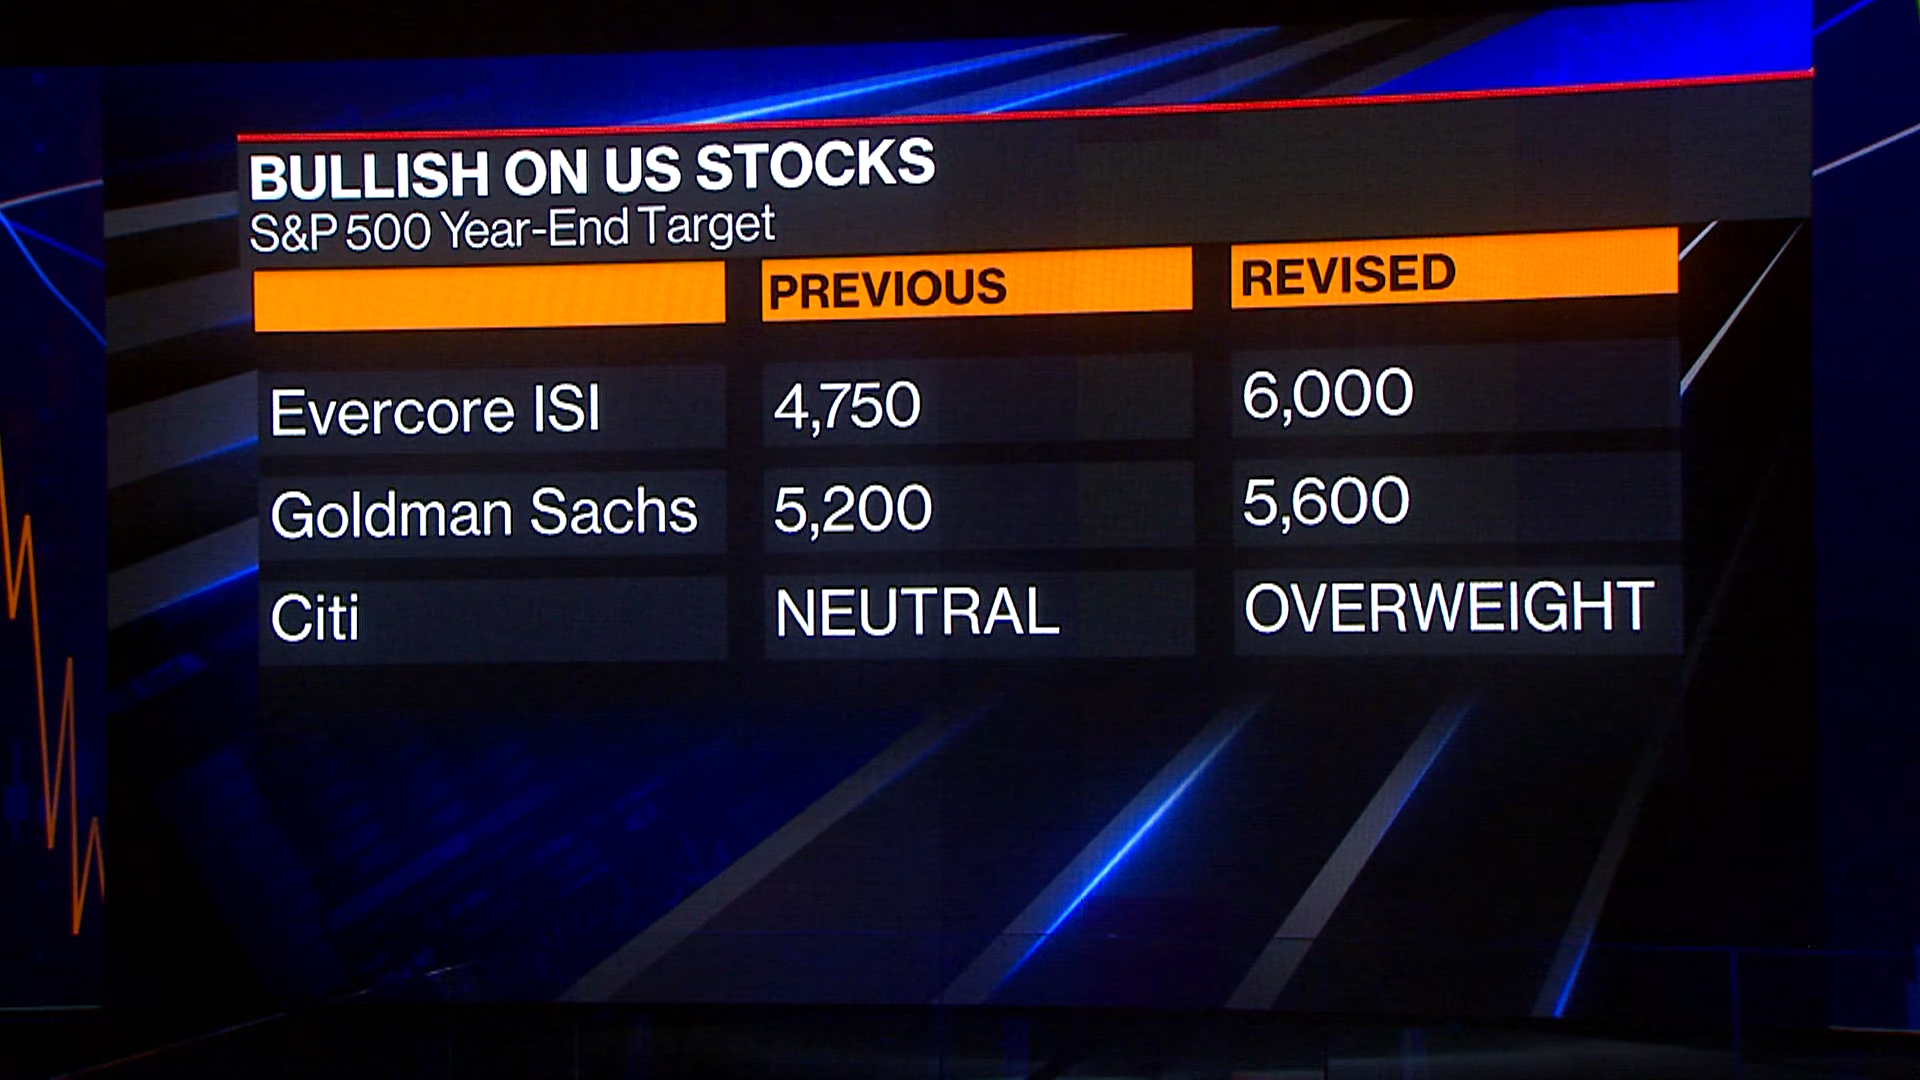 BULLISH ON US STOCKS
S&P 500 Year-End Target
PREVIOUS REVISED
Evercore ISI 4,750 6,000
Goldman Sachs 5,200 5,600
Citi NEUTRAL OVERWEIGHT